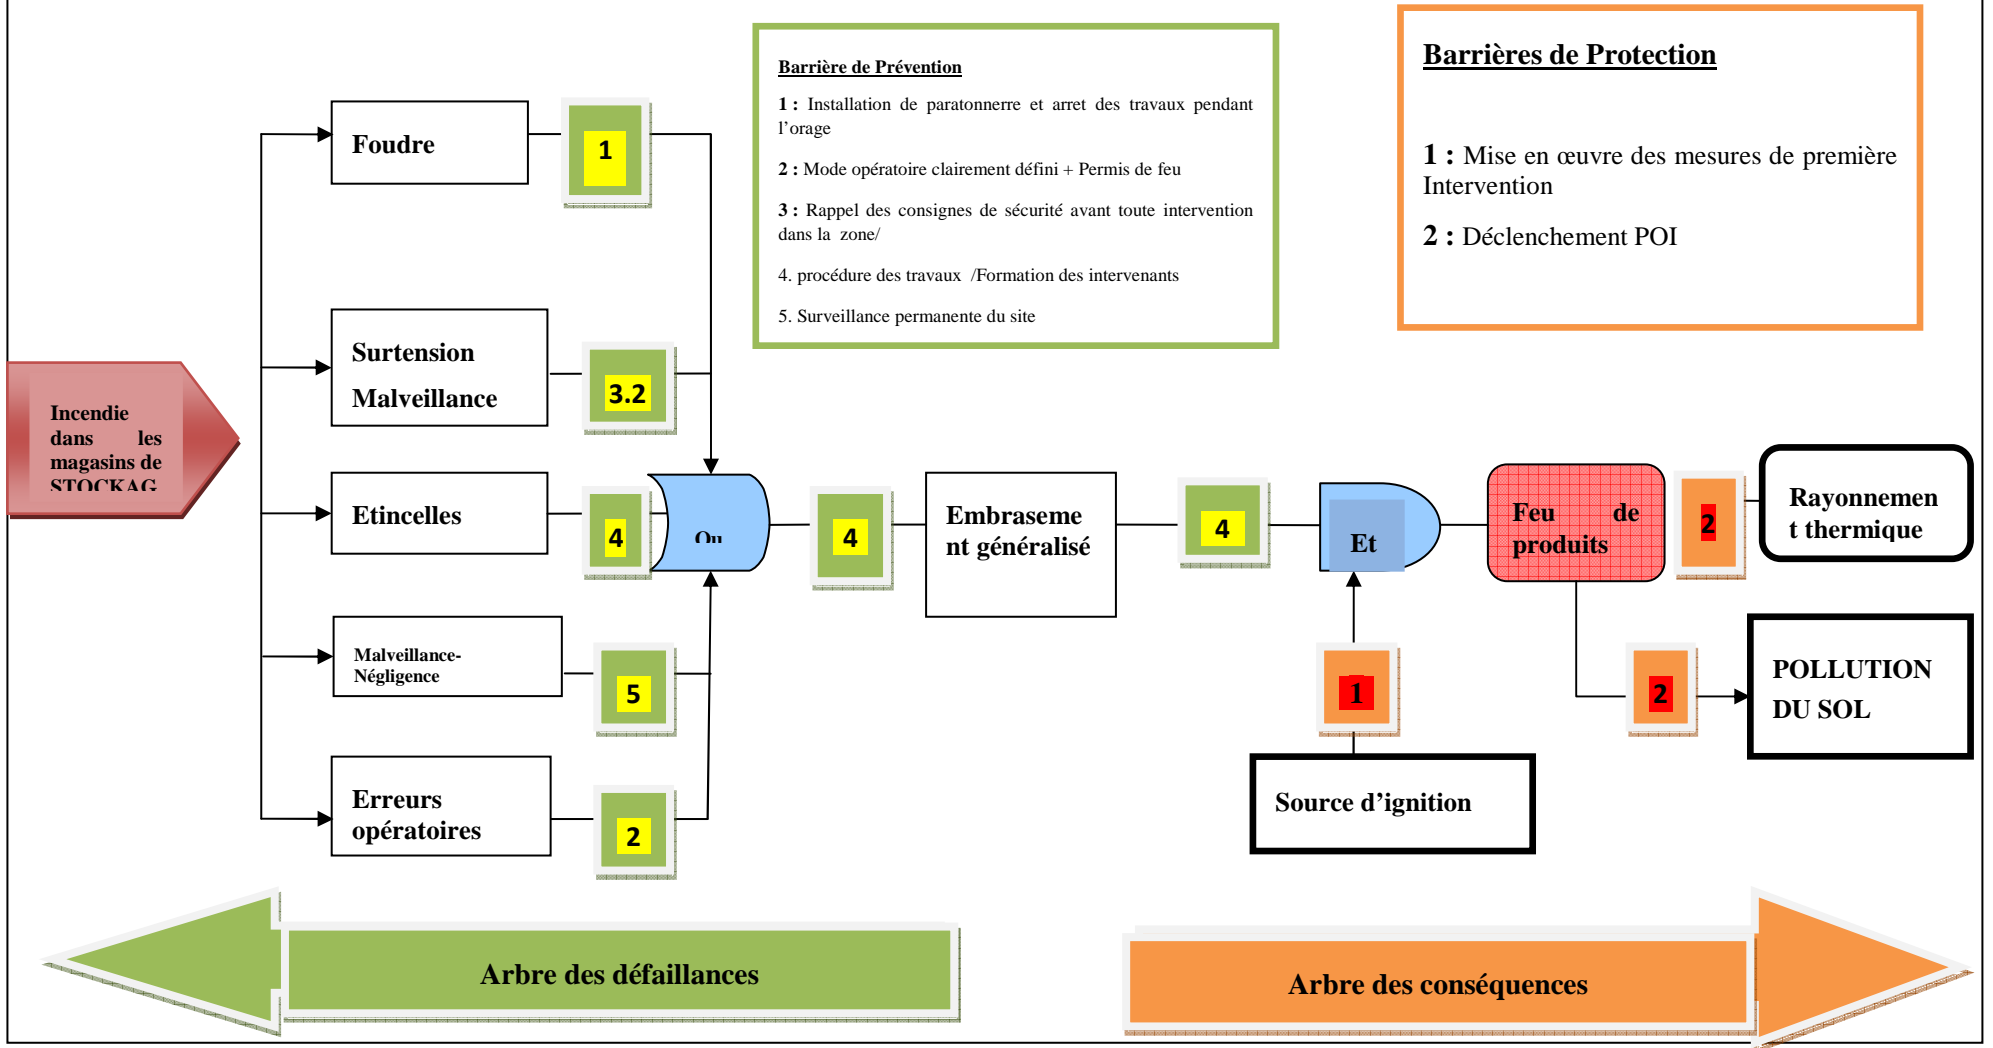 Barrière de Prévention
1 : Installation de paratonnerre et arret des travaux pendant
l’orage
2 : Mode opératoire clairement défini + Permis de feu
3 : Rappel des consignes de sécurité avant toute intervention
dans la zone/
4. procédure des travaux /Formation des intervenants
5. Surveillance permanente du site
Barrières de Protection
1 : Mise en œuvre des mesures de première
Intervention
2 : Déclenchement POI
Foudre
1
Surtension
Malveillance
3.2
Incendie
dans les
magasins de
STOCKAG
Etincelles
4
Ou
4
Embraseme
nt généralisé
4
Et
Feu de
produits
2
Rayonnemen
t thermique
Malveillance-
Négligence
5
1
2
POLLUTION
DU SOL
Erreurs
opératoires
2
Source d’ignition
Arbre des défaillances
Arbre des conséquences